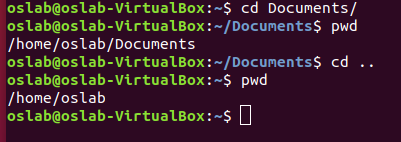 oslab@oslab-VirtualBox:~$ cd Documents/
oslab@oslab-VirtualBox:~/Documents$ pwd
/home/oslab/Documents
oslab@oslab-VirtualBox:~/Documents$ cd ..
oslab@oslab-VirtualBox:~$ pwd
/home/oslab
oslab@oslab-VirtualBox:~$